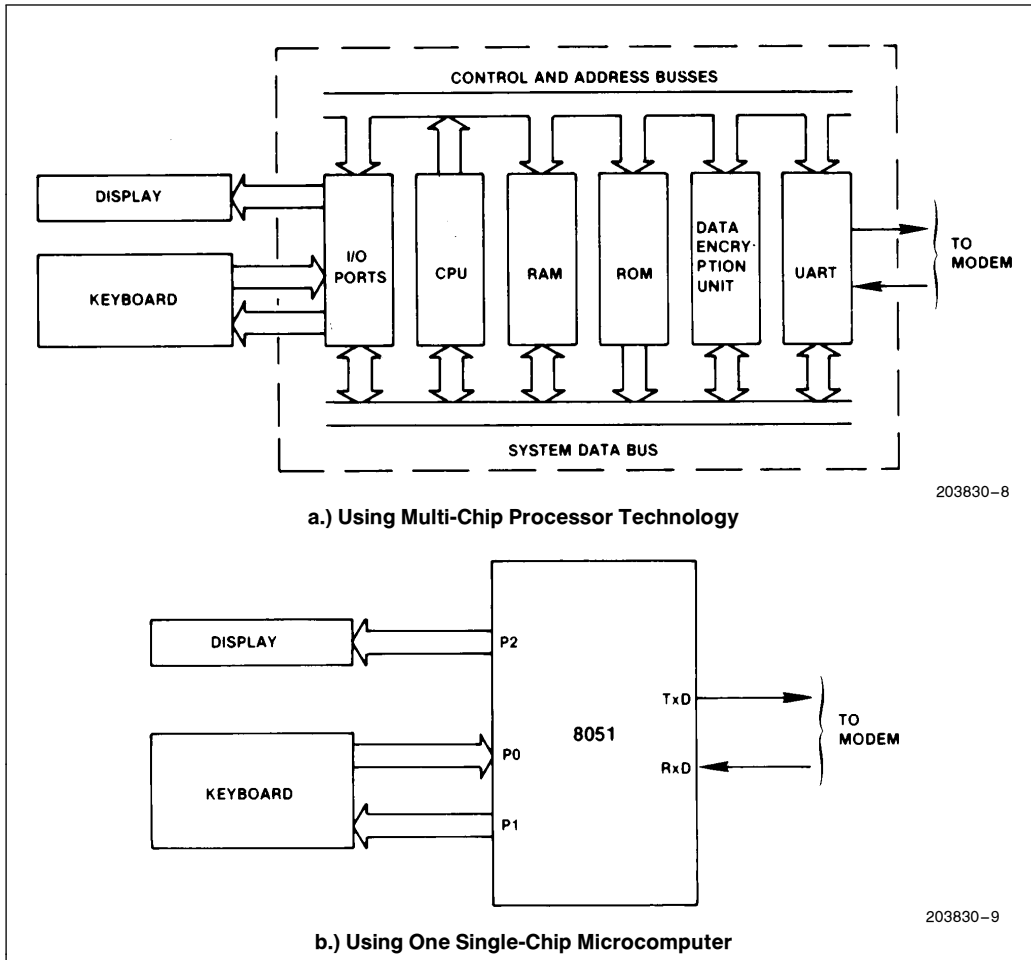 CONTROL AND ADDRESS BUSSES
DISPLAY
KEYBOARD
I/O
PORTS
CPU
RAM
ROM
DATA
ENCRY-
PTION
UNIT
UART
TO
MODEM
SYSTEM DATA BUS
203830-8
a.) Using Multi-Chip Processor Technology
DISPLAY
KEYBOARD
P2
P0
P1
8051
TxD
RxD
TO
MODEM
203830-9
b.) Using One Single-Chip Microcomputer